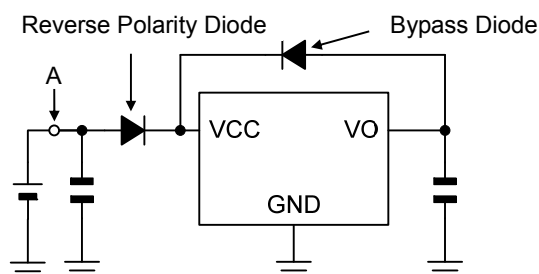 Reverse Polarity Diode
Bypass Diode
A
VCC
VO
GND